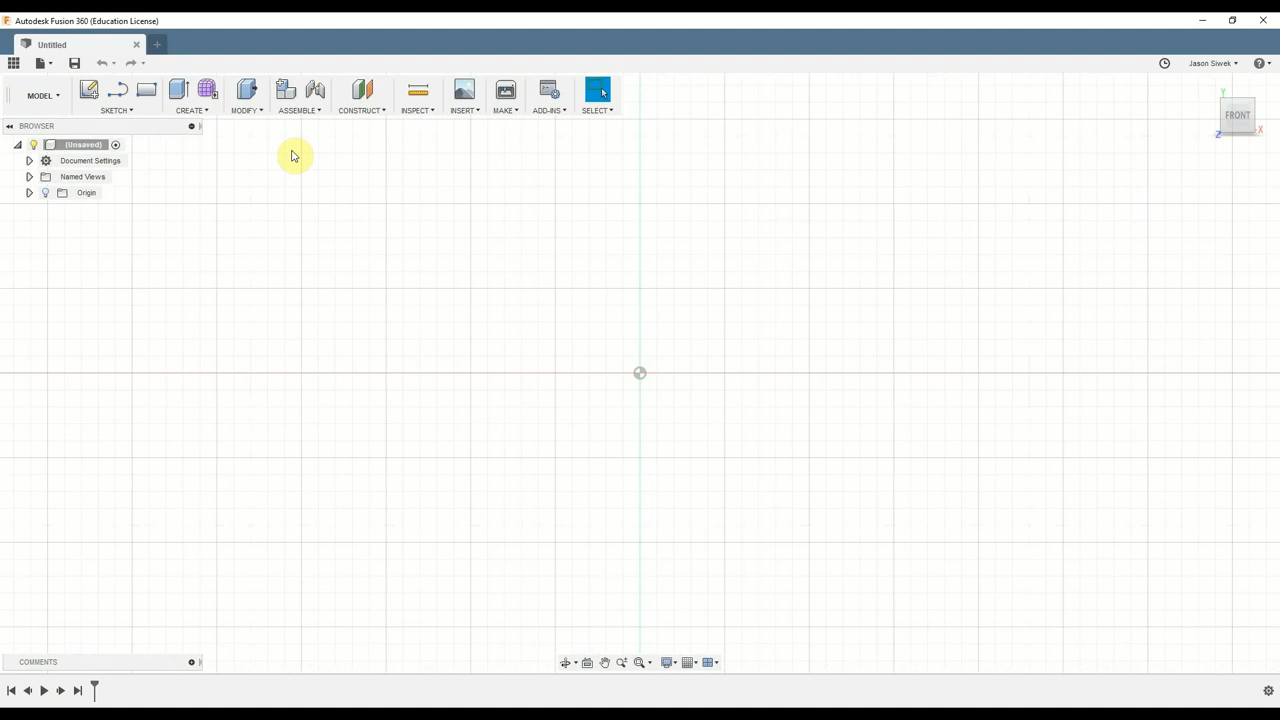 Autodesk Fusion 360 (Education License)
Untitled
Jason Siwek
MODEL
SKETCH
CREATE
MODIFY
ASSEMBLE
CONSTRUCT
INSPECT
INSERT
MAKE
ADD-INS
SELECT
Y
FRONT
Z
X
BROWSER
(Unsaved)
Document Settings
Named Views
Origin
COMMENTS